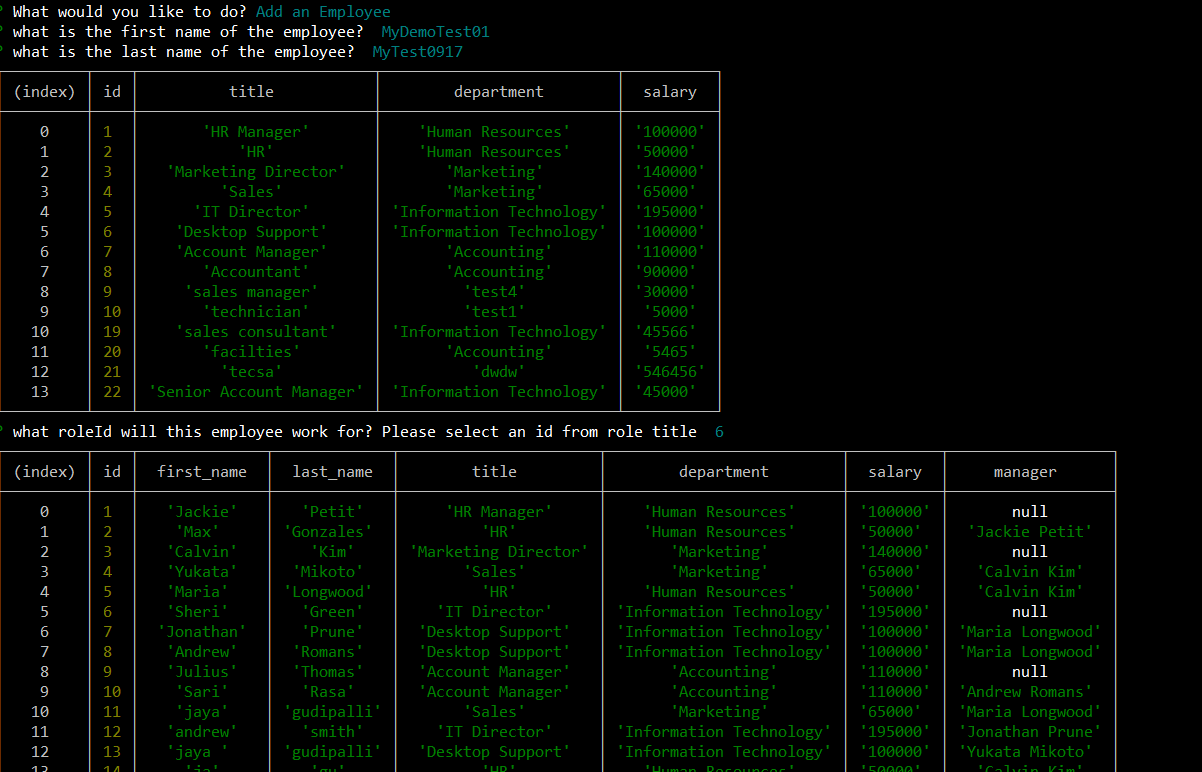 ? What would you like to do? Add an Employee
? what is the first name of the employee?  MyDemoTest01
? what is the last name of the employee?  MyTest0917
(index) id title department salary
0 1 'HR Manager' 'Human Resources' '100000'
1 2 'HR' 'Human Resources' '50000'
2 3 'Marketing Director' 'Marketing' '140000'
3 4 'Sales' 'Marketing' '65000'
4 5 'IT Director' 'Information Technology' '195000'
5 6 'Desktop Support' 'Information Technology' '100000'
6 7 'Account Manager' 'Accounting' '110000'
7 8 'Accountant' 'Accounting' '90000'
8 9 'sales manager' 'test4' '30000'
9 10 'technician' 'test1' '5000'
10 19 'sales consultant' 'Information Technology' '45566'
11 20 'facilties' 'Accounting' '5465'
12 21 'tecsa' 'dwdw' '546456'
13 22 'Senior Account Manager' 'Information Technology' '45000'
? what roleId will this employee work for? Please select an id from role title  6
(index) id first_name last_name title department salary manager
0 1 'Jackie' 'Petit' 'HR Manager' 'Human Resources' '100000' null
1 2 'Max' 'Gonzales' 'HR' 'Human Resources' '50000' 'Jackie Petit'
2 3 'Calvin' 'Kim' 'Marketing Director' 'Marketing' '140000' null
3 4 'Yukata' 'Mikoto' 'Sales' 'Marketing' '65000' 'Calvin Kim'
4 5 'Maria' 'Longwood' 'HR' 'Human Resources' '50000' 'Calvin Kim'
5 6 'Sheri' 'Green' 'IT Director' 'Information Technology' '195000' null
6 7 'Jonathan' 'Prune' 'Desktop Support' 'Information Technology' '100000' 'Maria Longwood'
7 8 'Andrew' 'Romans' 'Desktop Support' 'Information Technology' '100000' 'Maria Longwood'
8 9 'Julius' 'Thomas' 'Account Manager' 'Accounting' '110000' null
9 10 'Sari' 'Rasa' 'Account Manager' 'Accounting' '110000' 'Andrew Romans'
10 11 'jaya' 'gudipalli' 'Sales' 'Marketing' '65000' 'Maria Longwood'
11 12 'andrew' 'smith' 'IT Director' 'Information Technology' '195000' 'Jonathan Prune'
12 13 'jaya ' 'gudipalli' 'Desktop Support' 'Information Technology' '100000' 'Yukata Mikoto'
13 14 'ja' 'gu' 'HR' 'Human Resources' '50000' 'Calvin Kim'